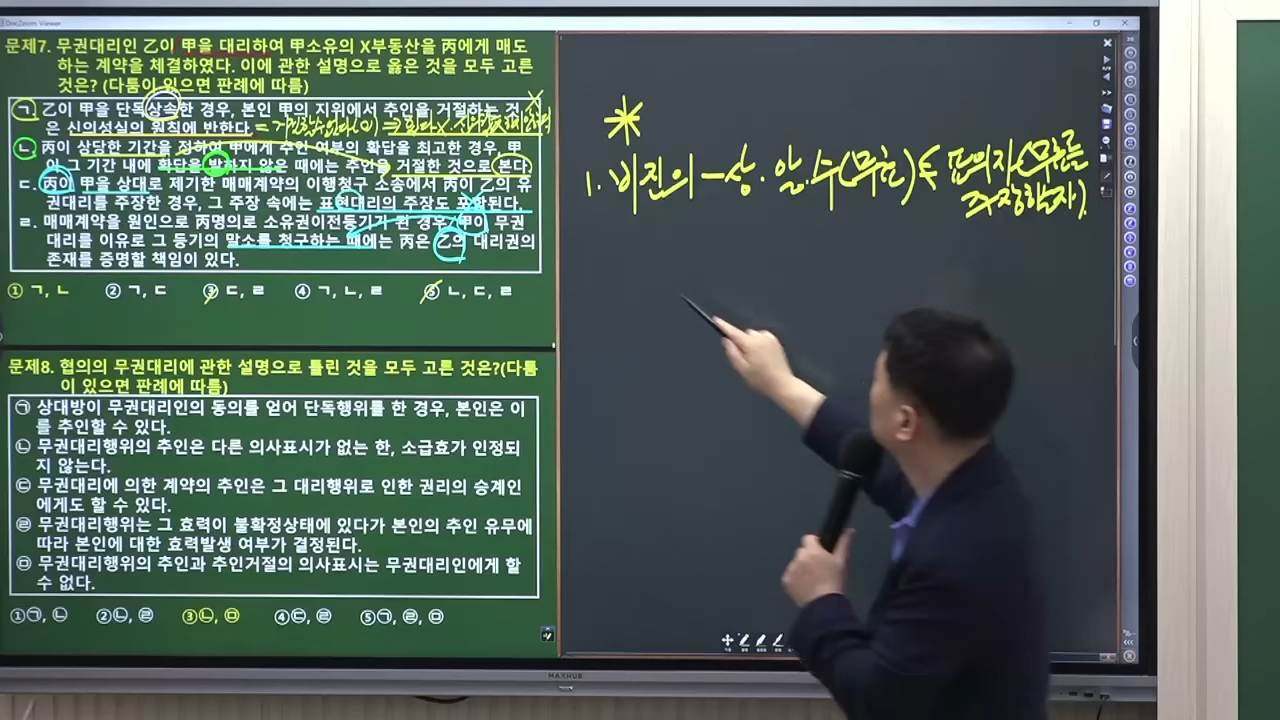 DocZoom Viewer
문제7. 무권대리인 乙이 甲을 대리하여 甲소유의 X부동산을 丙에게 매도
하는 계약을 체결하였다. 이에 관한 설명으로 옳은 것을 모두 고른
것은? (다툼이 있으면 판례에 따름)
ㄱ. 乙이 甲을 단독상속한 경우, 본인 甲의 지위에서 추인을 거절하는 것
은 신의성실의 원칙에 반한다.
ㄴ. 丙이 상당한 기간을 정하여 甲에게 추인 여부의 확답을 최고한 경우, 甲
이 그 기간 내에 확답을 발하지 않은 때에는 추인을 거절한 것으로 본다.
ㄷ. 丙이 甲을 상대로 제기한 매매계약의 이행청구 소송에서 丙이 乙의 유
권대리를 주장한 경우, 그 주장 속에는 표현대리의 주장도 포함된다.
ㄹ. 매매계약을 원인으로 丙명의로 소유권이전등기가 된 경우, 甲이 무권
대리를 이유로 그 등기의 말소를 청구하는 때에는 丙은 乙의 대리권의
존재를 증명할 책임이 있다.
① ㄱ, ㄴ ② ㄱ, ㄷ ③ ㄷ, ㄹ ④ ㄱ, ㄴ, ㄹ ⑤ ㄴ, ㄷ, ㄹ
문제8. 협의의 무권대리에 관한 설명으로 틀린 것을 모두 고른 것은?(다툼
이 있으면 판례에 따름)
㉠ 상대방이 무권대리인의 동의를 얻어 단독행위를 한 경우, 본인은 이
를 추인할 수 있다.
㉡ 무권대리행위의 추인은 다른 의사표시가 없는 한, 소급효가 인정되
지 않는다.
㉢ 무권대리에 의한 계약의 추인은 그 대리행위로 인한 권리의 승계인
에게도 할 수 있다.
㉣ 무권대리행위는 그 효력이 불확정상태에 있다가 본인의 추인 유무에
따라 본인에 대한 효력발생 여부가 결정된다.
㉤ 무권대리행위의 추인과 추인거절의 의사표시는 무권대리인에게 할
수 없다.
①㉠, ㉡ ②㉡, ㉣ ③㉡, ㉤ ④㉢, ㉣ ⑤㉠, ㉣, ㉤
1. 비진의 - 상. 알. 수(무효) 표의자(무효를
주장할자)
MAXHUB